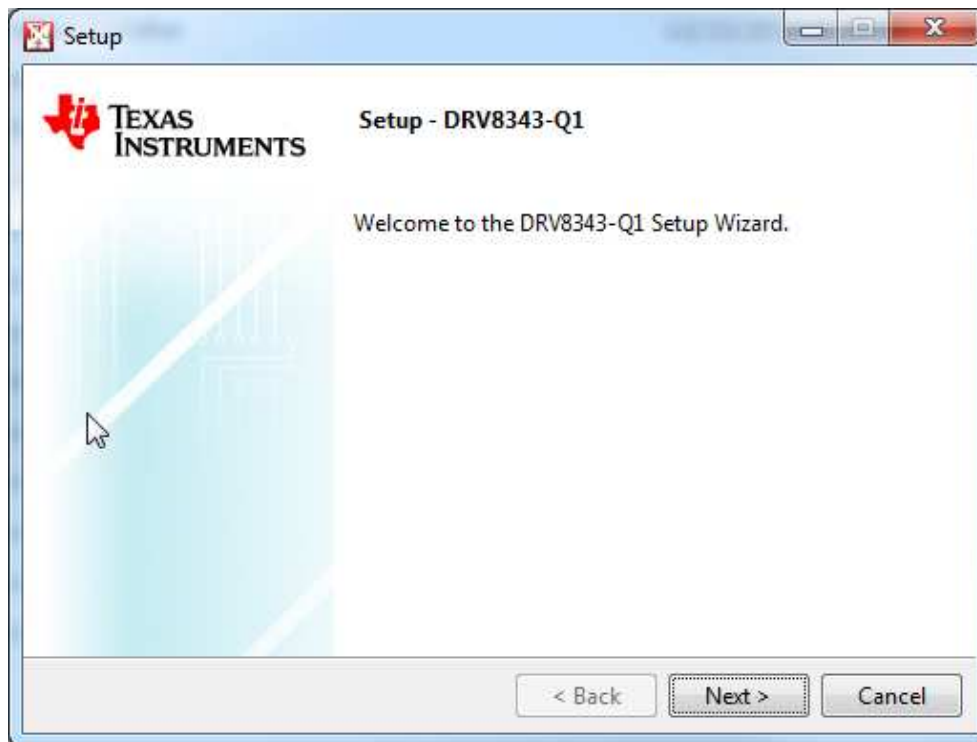 Setup
TEXAS
INSTRUMENTS
Setup - DRV8343-Q1
Welcome to the DRV8343-Q1 Setup Wizard.
< Back
Next >
Cancel